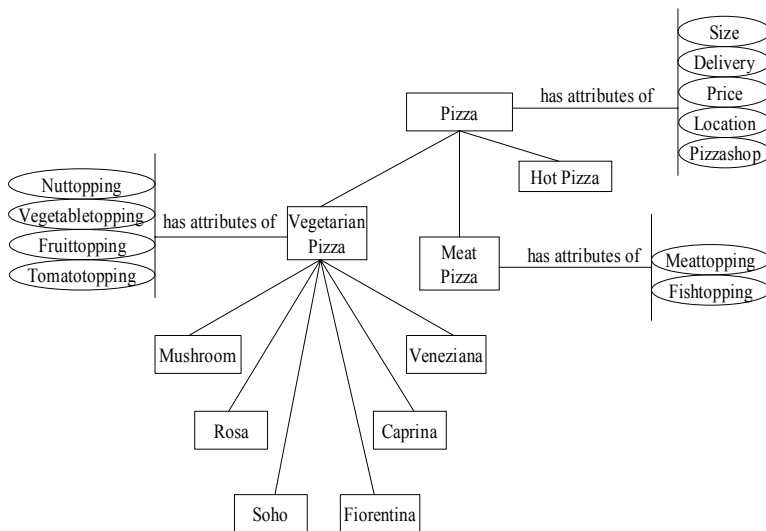 Size
Delivery
has attributes of
Price
Pizza
Location
Pizzashop
Hot Pizza
Nuttopping
Vegetabletopping
has attributes of
Vegetarian
Pizza
Fruittopping
Tomatotopping
Meat
Pizza
has attributes of
Meattopping
Fishtopping
Mushroom
Veneziana
Rosa
Caprina
Soho
Fiorentina